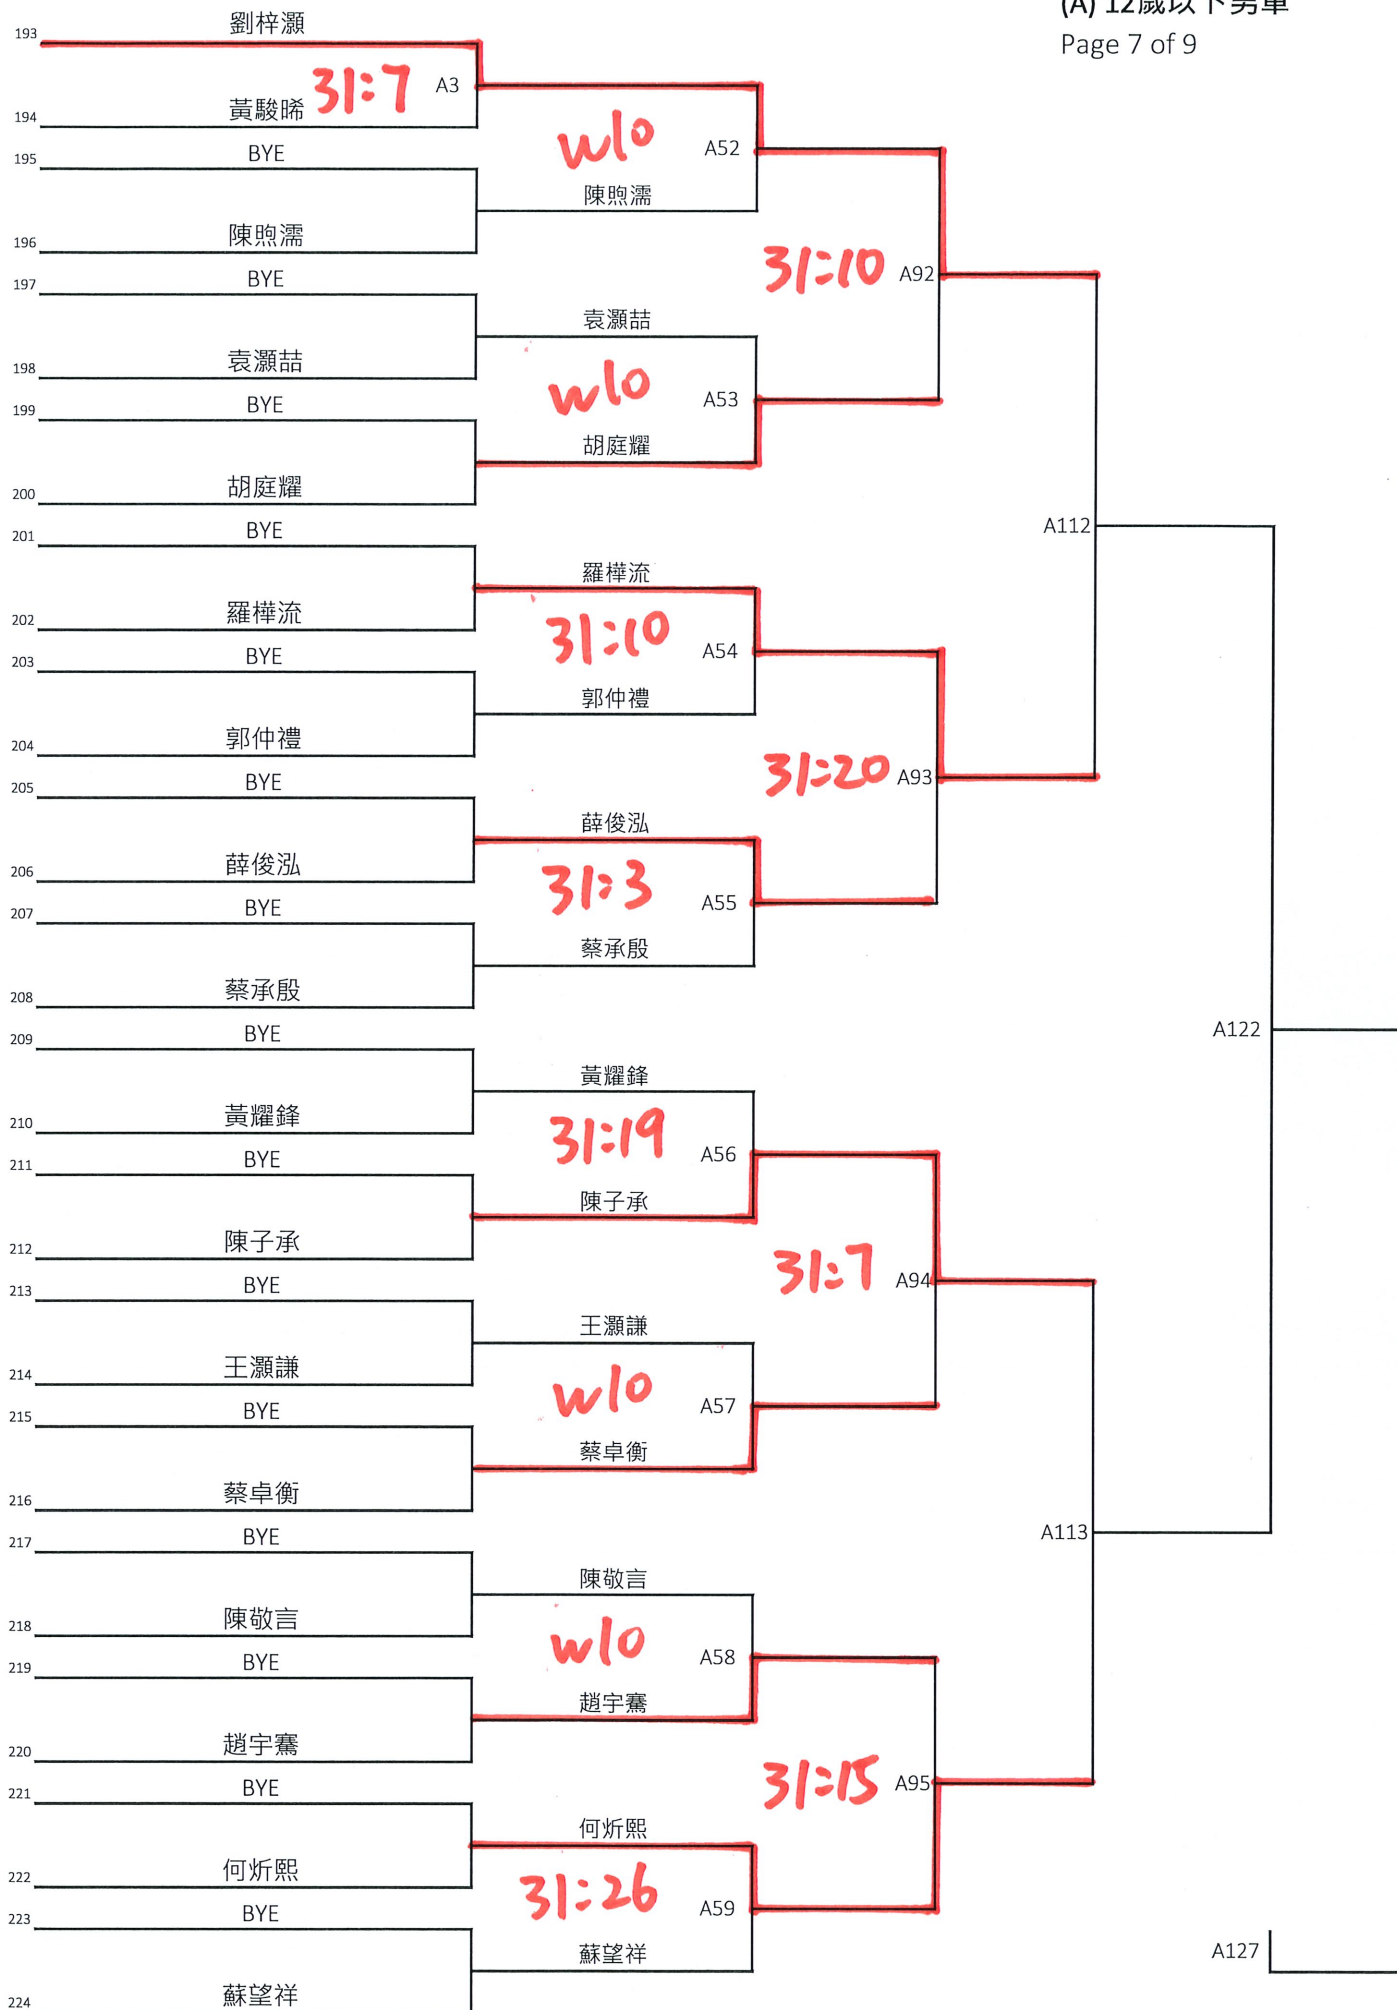 (A) 12歲以下男單
Page 7 of 9
193 劉梓灝
31:7 A3
194 黃駿晞
195 BYE
w/o A52
陳煦濡
196 陳煦濡
31:10 A92
197 BYE
袁灝喆
198 袁灝喆
w/o A53
199 BYE
胡庭耀
200 胡庭耀
A112
201 BYE
羅樺流
202 羅樺流
31:10 A54
203 BYE
郭仲禮
204 郭仲禮
31:20 A93
205 BYE
薛俊泓
206 薛俊泓
31:3 A55
207 BYE
蔡承殷
208 蔡承殷
A122
209 BYE
黃耀鋒
210 黃耀鋒
31:19 A56
211 BYE
陳子承
212 陳子承
31:7 A94
213 BYE
王灝謙
214 王灝謙
w/o A57
215 BYE
蔡卓衡
216 蔡卓衡
A113
217 BYE
陳敬言
218 陳敬言
w/o A58
219 BYE
趙宇騫
220 趙宇騫
31:15 A95
221 BYE
何炘熙
222 何炘熙
31:26 A59
223 BYE
蘇望祥
A127
224 蘇望祥